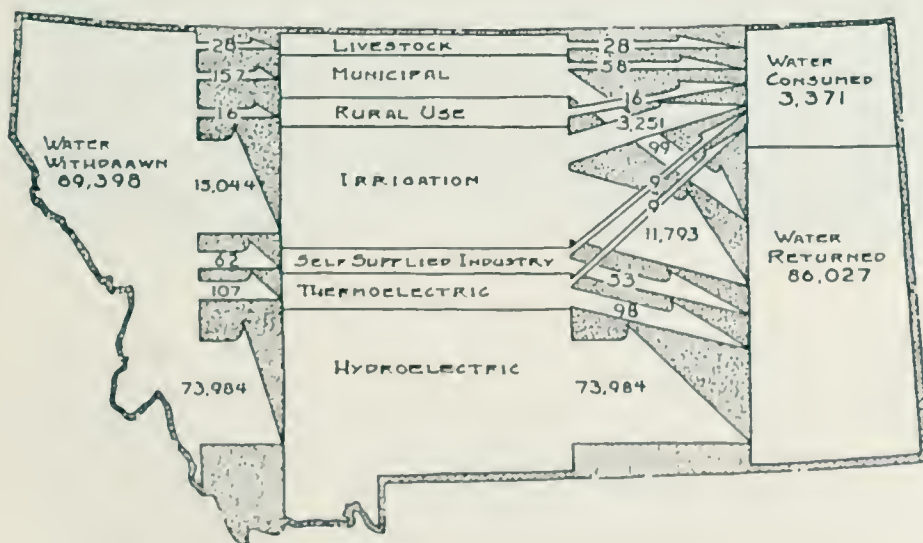 WATER
WITHDRAWN
89,398
28
157
16
15,044
62
107
73,984
LIVESTOCK
MUNICIPAL
RURAL USE
IRRIGATION
SELF SUPPLIED INDUSTRY
THERMOELECTRIC
HYDROELECTRIC
28
58
16
3,251
99
9
9
11,793
53
98
73,984
WATER
CONSUMED
3,371
WATER
RETURNED
86,027